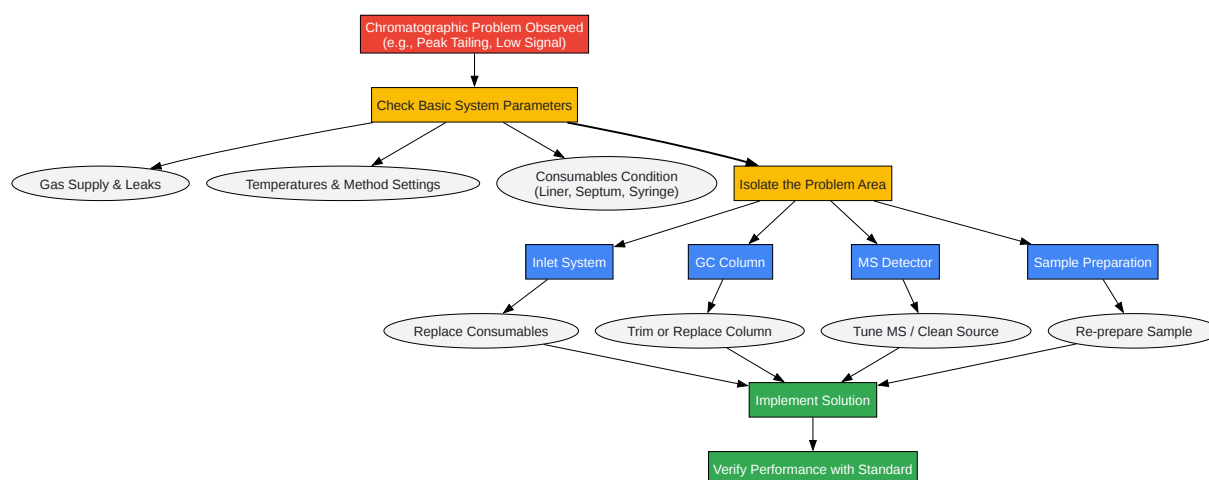 Chromatographic Problem Observed
(e.g., Peak Tailing, Low Signal)
Check Basic System Parameters
Gas Supply & Leaks
Temperatures & Method Settings
Consumables Condition
(Liner, Septum, Syringe)
Isolate the Problem Area
Inlet System
GC Column
MS Detector
Sample Preparation
Replace Consumables
Trim or Replace Column
Tune MS / Clean Source
Re-prepare Sample
Implement Solution
Verify Performance with Standard